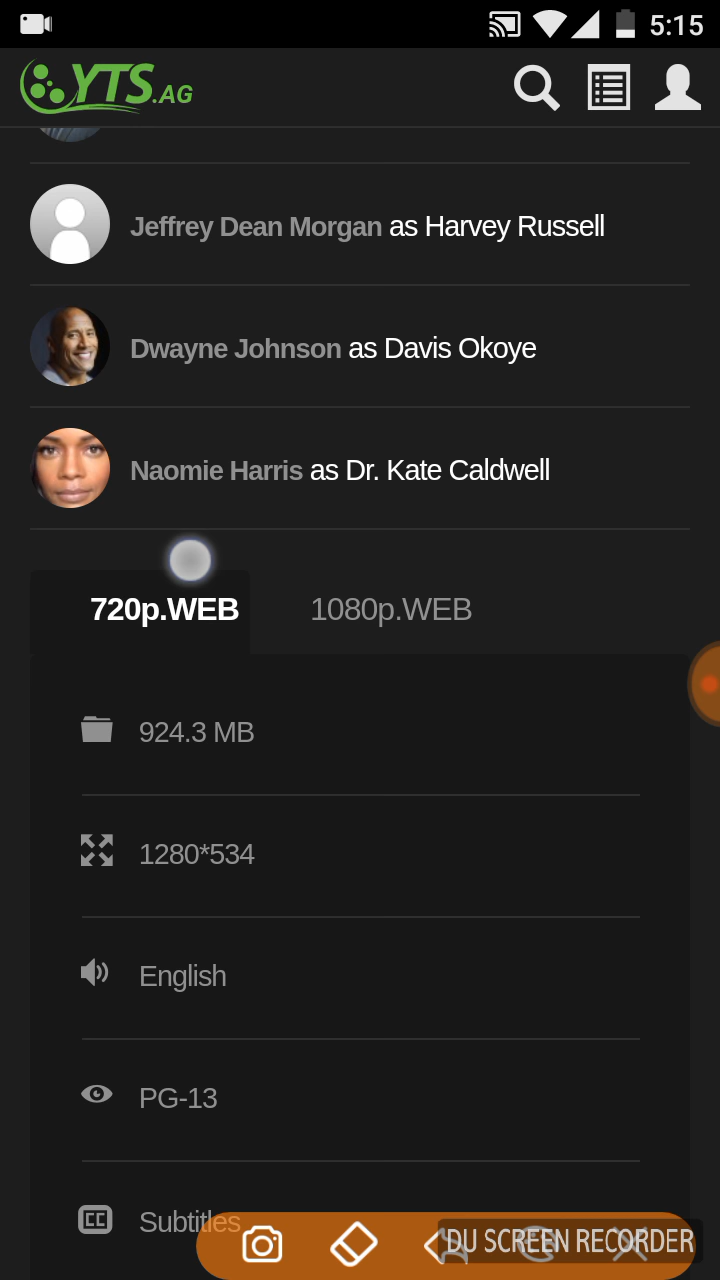 5:15
YTS.AG
Jeffrey Dean Morgan as Harvey Russell
Dwayne Johnson as Davis Okoye
Naomie Harris as Dr. Kate Caldwell
720p.WEB 1080p.WEB
924.3 MB
1280*534
English
PG-13
CC Subtitles
DU SCREEN RECORDER